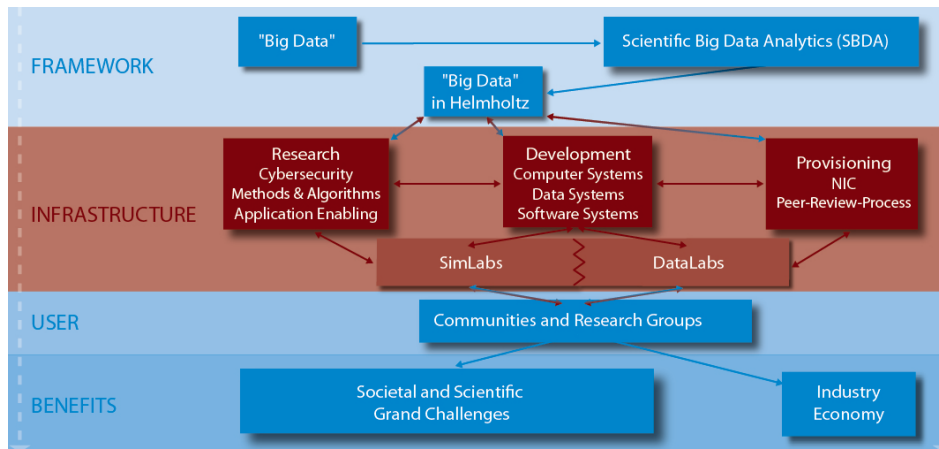 FRAMEWORK
"Big Data"
Scientific Big Data Analytics (SBDA)
"Big Data"
in Helmholtz
INFRASTRUCTURE
Research
Cybersecurity
Methods & Algorithms
Application Enabling
Development
Computer Systems
Data Systems
Software Systems
Provisioning
NIC
Peer-Review-Process
SimLabs
DataLabs
USER
Communities and Research Groups
BENEFITS
Societal and Scientific
Grand Challenges
Industry
Economy